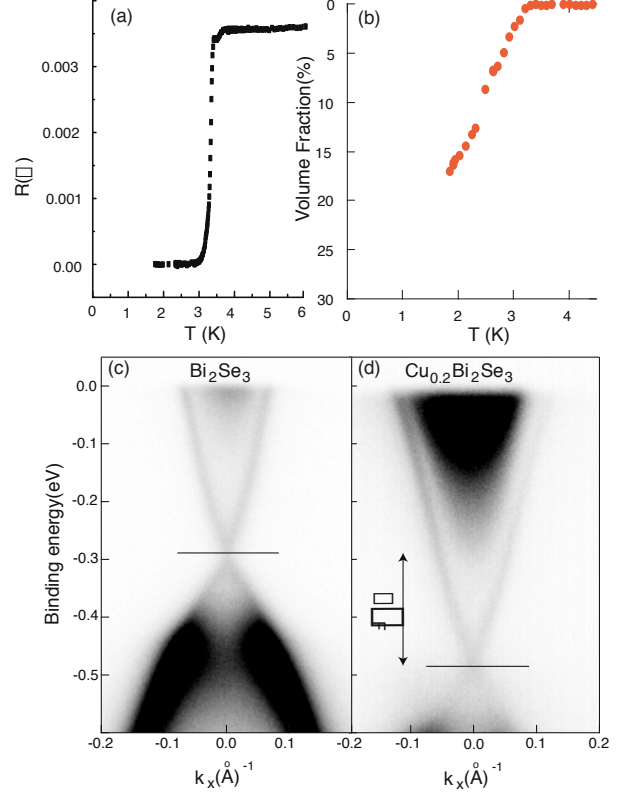 (a)
0.003
0.002
0.001
0.00
R(▯)
0 1 2 3 4 5 6
T (K)
(b)
0
5
10
15
20
25
30
Volume Fraction(%)
0 1 2 3 4
T (K)
(c) Bi₂Se₃
0.0
-0.1
-0.2
-0.3
-0.4
-0.5
Binding energy(eV)
-0.2 -0.1 0.0 0.1
kₓ(Å)⁻¹
(d) Cu₀.₂Bi₂Se₃
-0.2 -0.1 0.0 0.1 0.2
kₓ(Å)⁻¹